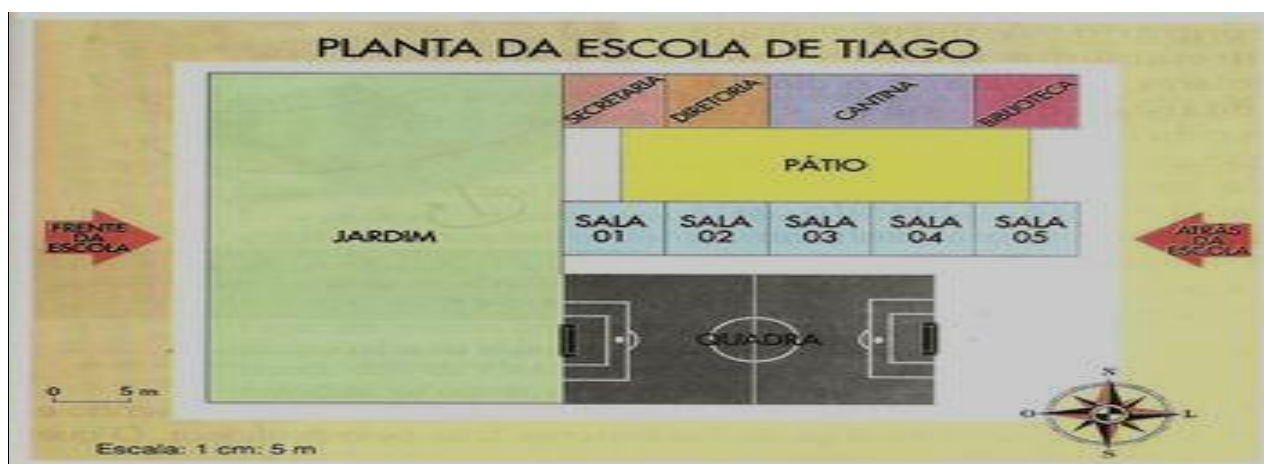 PLANTA DA ESCOLA DE TIAGO
SECRETARIA
DIRETORIA
CANTINA
BIBLIOTECA
PÁTIO
FRENTE
DA
ESCOLA
JARDIM
SALA
01
SALA
02
SALA
03
SALA
04
SALA
05
ATRÁS
DA
ESCOLA
QUADRA
0 5 m
Escala: 1 cm: 5 m
N
O
L
S